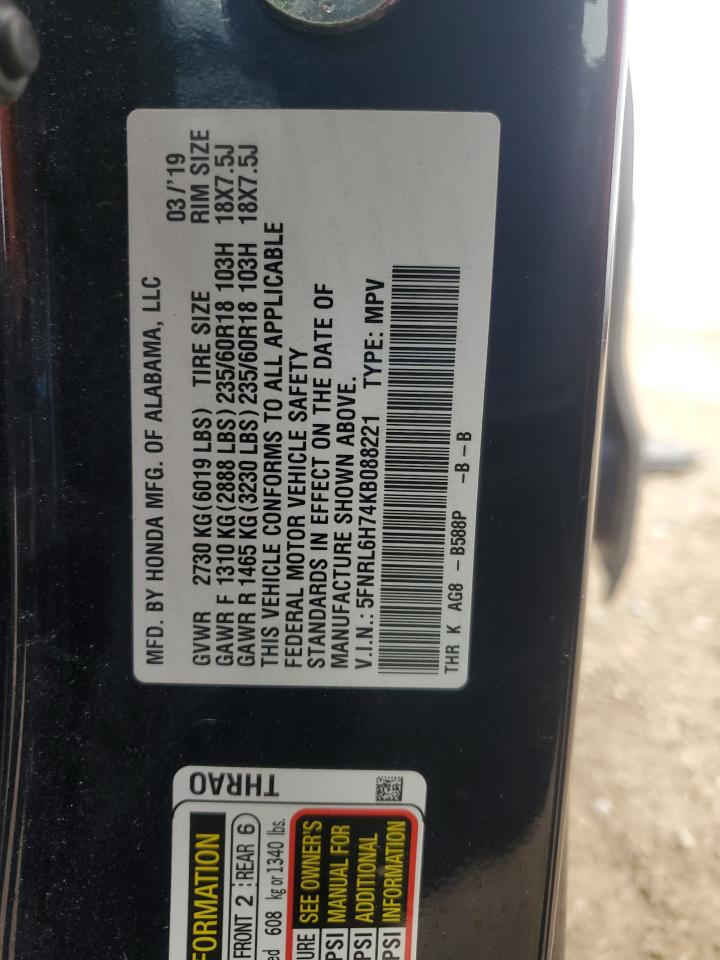 MFD. BY HONDA MFG. OF ALABAMA, LLC 03/'19
GVWR 2730 KG(6019 LBS) TIRE SIZE RIM SIZE
GAWR F 1310 KG(2888 LBS) 235/60R18 103H 18X7.5J
GAWR R 1465 KG(3230 LBS) 235/60R18 103H 18X7.5J
THIS VEHICLE CONFORMS TO ALL APPLICABLE
FEDERAL MOTOR VEHICLE SAFETY
STANDARDS IN EFFECT ON THE DATE OF
MANUFACTURE SHOWN ABOVE.
V.I.N.: 5FNRL6H74KB088221 TYPE: MPV
THR K AG8 - B588P -B-B
THRA0
FRONT 2 REAR 6
608 kg or 1340 lbs.
SEE OWNER'S
PSI MANUAL FOR
PSI ADDITIONAL
PSI INFORMATION